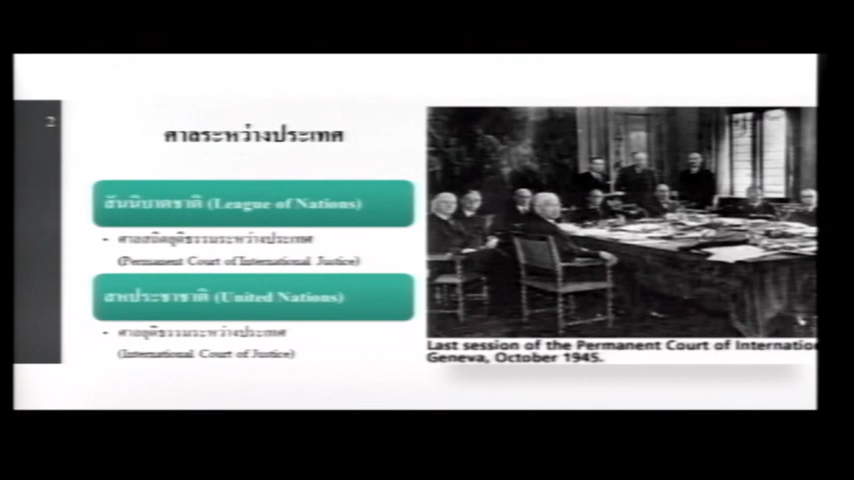 2
ศาลระหว่างประเทศ
สันนิบาตชาติ (League of Nations)
• ศาลสถิตยุติธรรมระหว่างประเทศ
(Permanent Court of International Justice)
สหประชาชาติ (United Nations)
• ศาลยุติธรรมระหว่างประเทศ
(International Court of Justice)
Last session of the Permanent Court of Internatio
Geneva, October 1945.